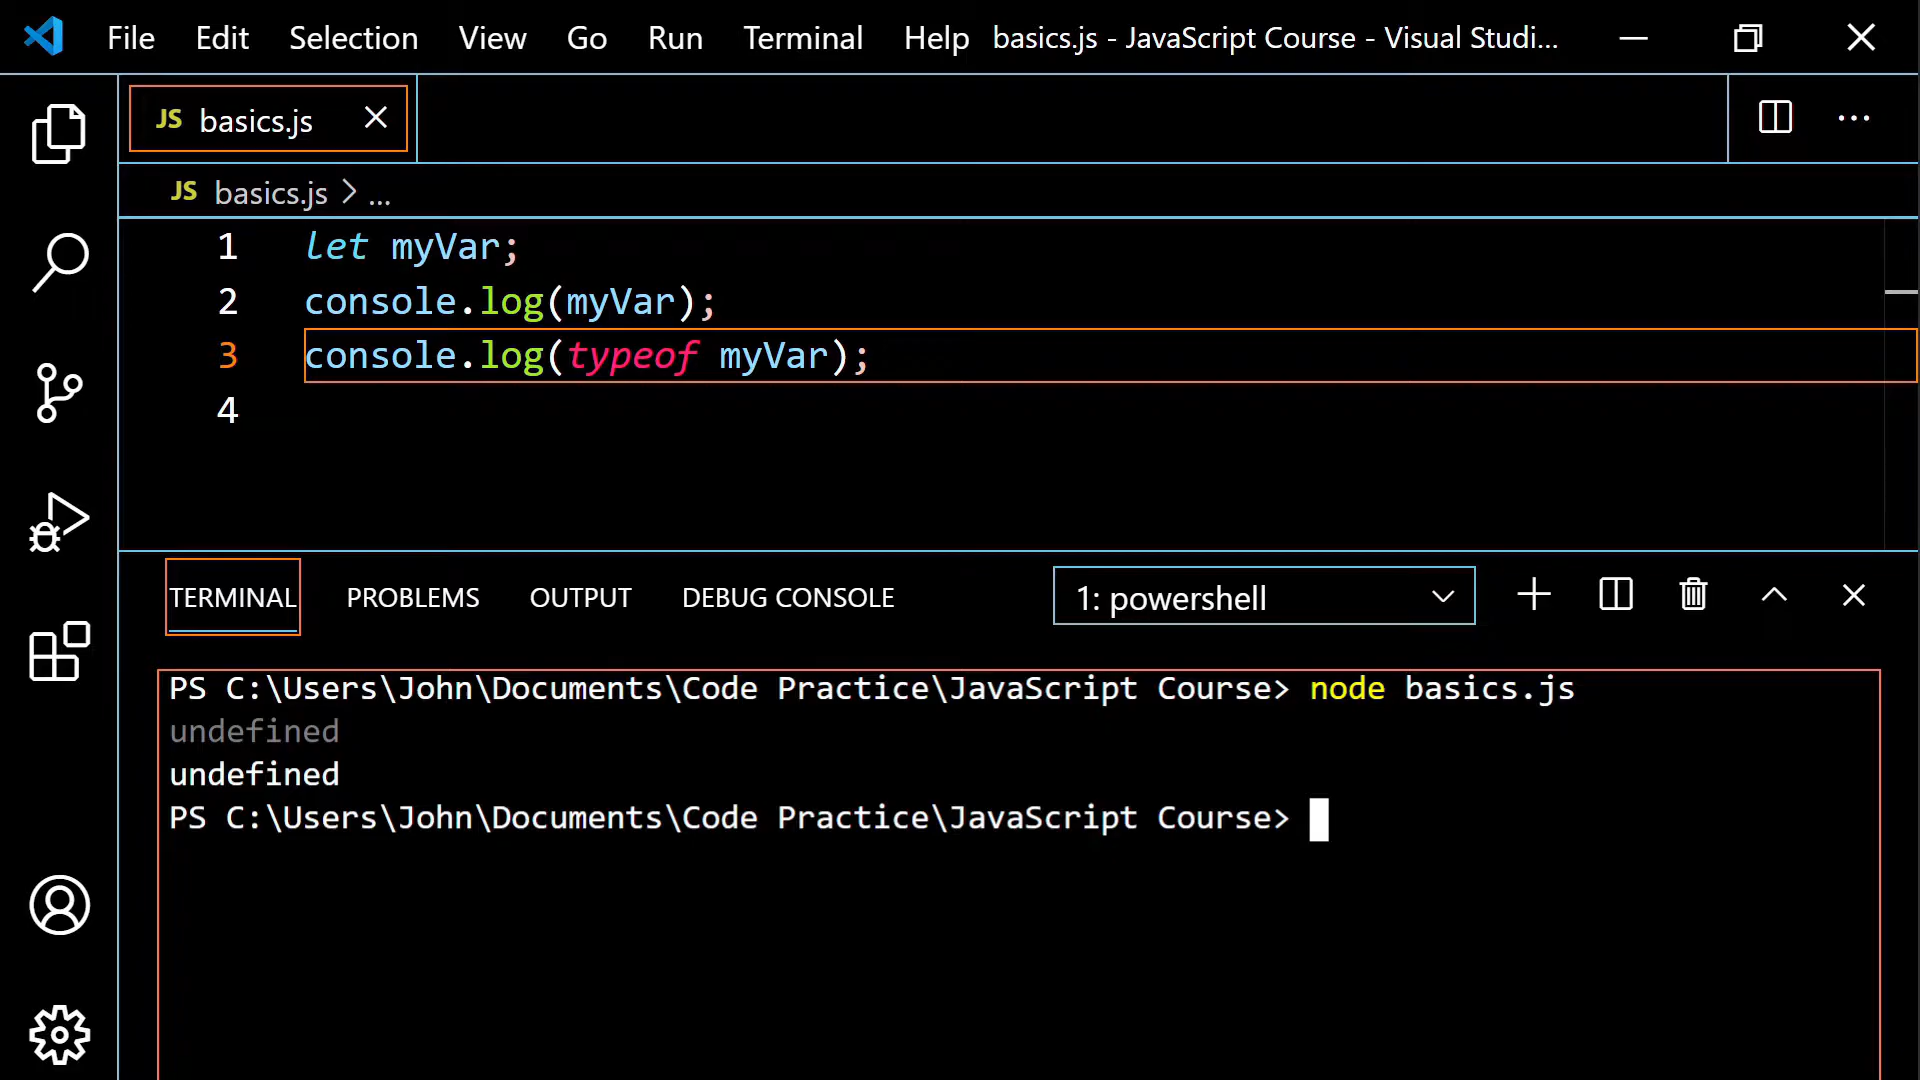 File Edit Selection View Go Run Terminal Help basics.js - JavaScript Course - Visual Studi...
JS basics.js
JS basics.js > ...
1 let myVar;
2 console.log(myVar);
3 console.log(typeof myVar);
4
TERMINAL PROBLEMS OUTPUT DEBUG CONSOLE 1: powershell
PS C:\Users\John\Documents\Code Practice\JavaScript Course> node basics.js
undefined
undefined
PS C:\Users\John\Documents\Code Practice\JavaScript Course>